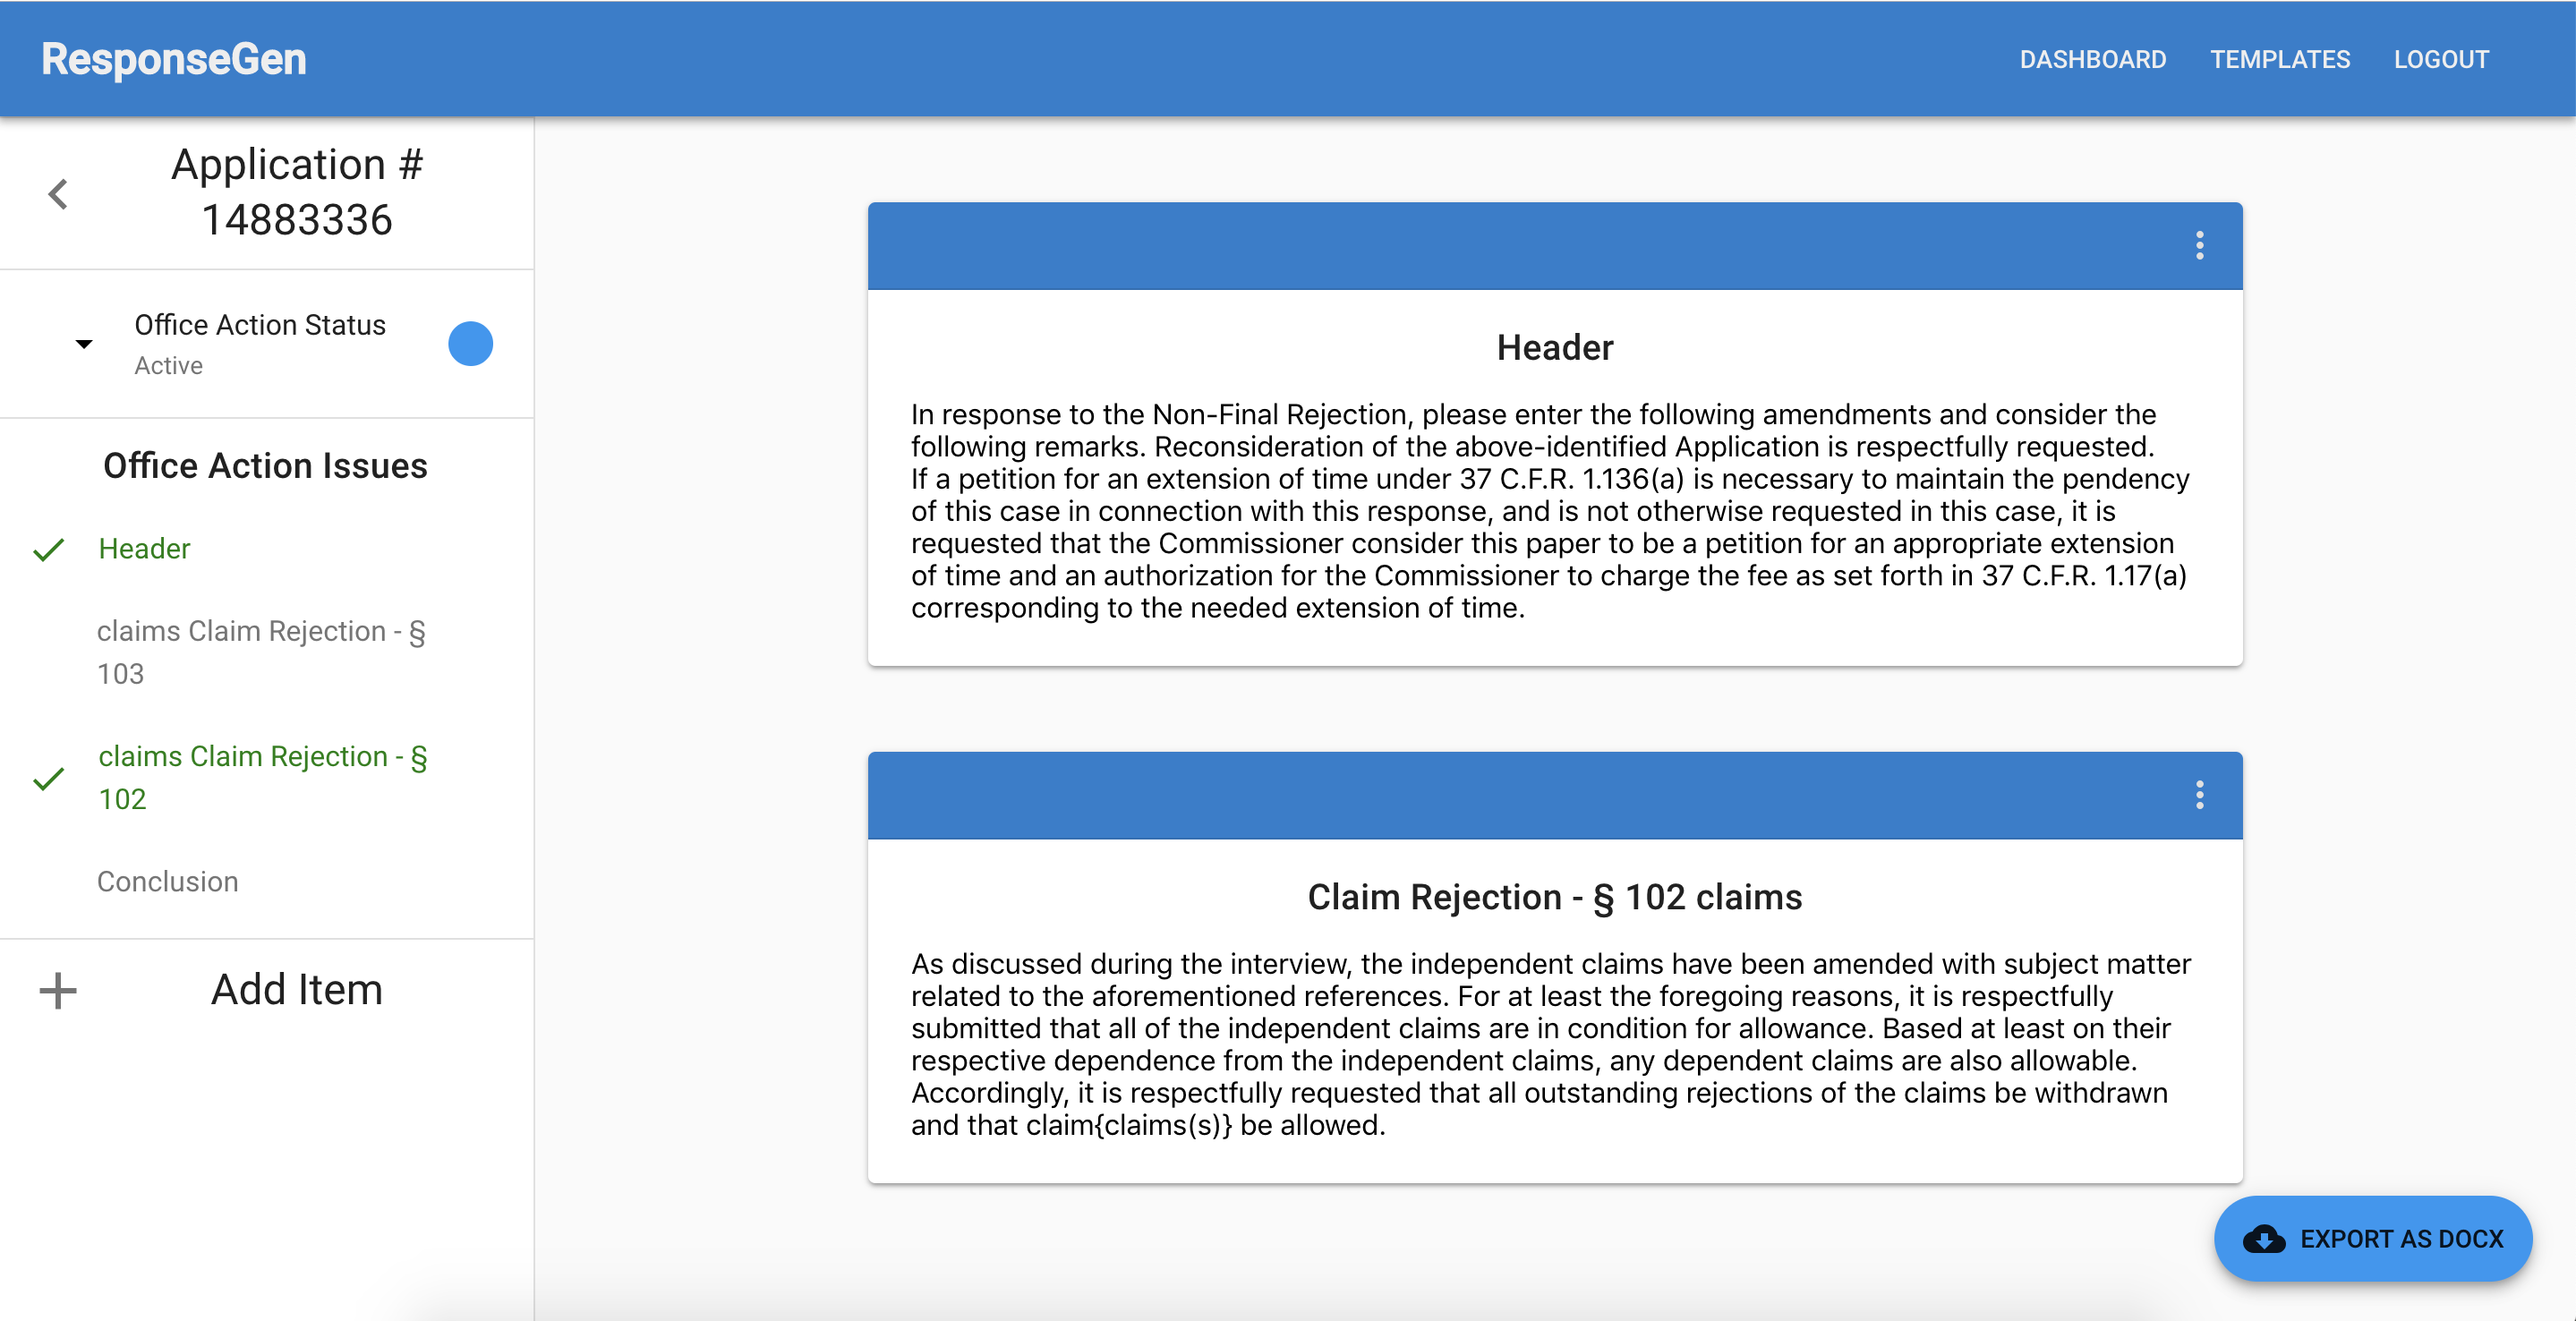 ResponseGen
DASHBOARD
TEMPLATES
LOGOUT
Application #
14883336
Office Action Status
Active
Office Action Issues
Header
claims Claim Rejection - §
103
claims Claim Rejection - §
102
Conclusion
Add Item
Header
In response to the Non-Final Rejection, please enter the following amendments and consider the
following remarks. Reconsideration of the above-identified Application is respectfully requested.
If a petition for an extension of time under 37 C.F.R. 1.136(a) is necessary to maintain the pendency
of this case in connection with this response, and is not otherwise requested in this case, it is
requested that the Commissioner consider this paper to be a petition for an appropriate extension
of time and an authorization for the Commissioner to charge the fee as set forth in 37 C.F.R. 1.17(a)
corresponding to the needed extension of time.
Claim Rejection - § 102 claims
As discussed during the interview, the independent claims have been amended with subject matter
related to the aforementioned references. For at least the foregoing reasons, it is respectfully
submitted that all of the independent claims are in condition for allowance. Based at least on their
respective dependence from the independent claims, any dependent claims are also allowable.
Accordingly, it is respectfully requested that all outstanding rejections of the claims be withdrawn
and that claim{claims(s)} be allowed.
EXPORT AS DOCX